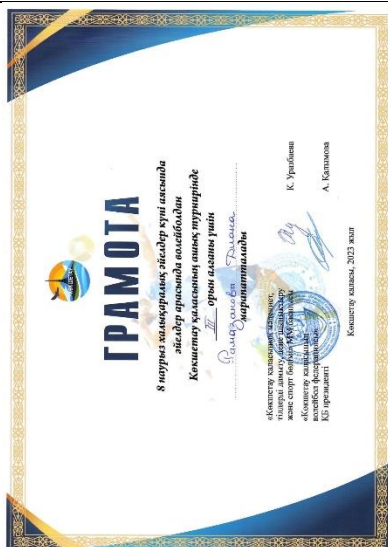 ГРАМОТА
8 наурыз халықаралық әйелдер күні аясында
әйелдер арасында волейболдан
Көкшетау қаласының ашық турнирінде
III орын алғаны үшін
Рамазанова
марапатталады
«Көкшетау қаласының мәдениет,
тілдерді дамыту, дене шынықтыру
және спорт бөлімі» ММ басшысы
К. Уразбаева
«Көкшетау қаласының
волейбол федерациясы»
ҚБ президенті
А. Капымова
Көкшетау қаласы, 2023 жыл